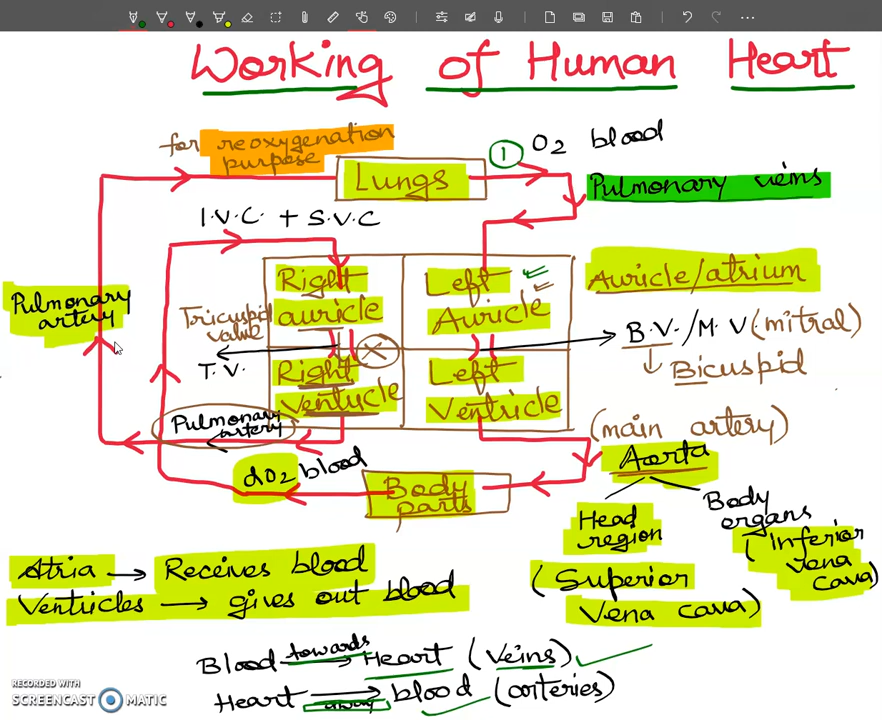 Working of Human Heart
for reoxygenation
purpose
Lungs
1
O2 blood
Pulmonary veins
I.V.C. + S.V.C
Right
auricle
Left
Auricle
Auricle/atrium
Pulmonary
artery
Tricuspid
valve
T.V.
Right
Ventricle
Left
Ventricle
B.V./M.V (mitral)
Bicuspid
Pulmonary
artery
dO2 blood
Body
parts
(main artery)
Aorta
Head
region
(Superior
Vena cava)
Body
organs
(Inferior
vena
cava)
Atria → Receives blood
Ventricles → gives out blood
Blood towards → Heart (Veins)
Heart → away blood (arteries)
RECORDED WITH
SCREENCAST MATIC